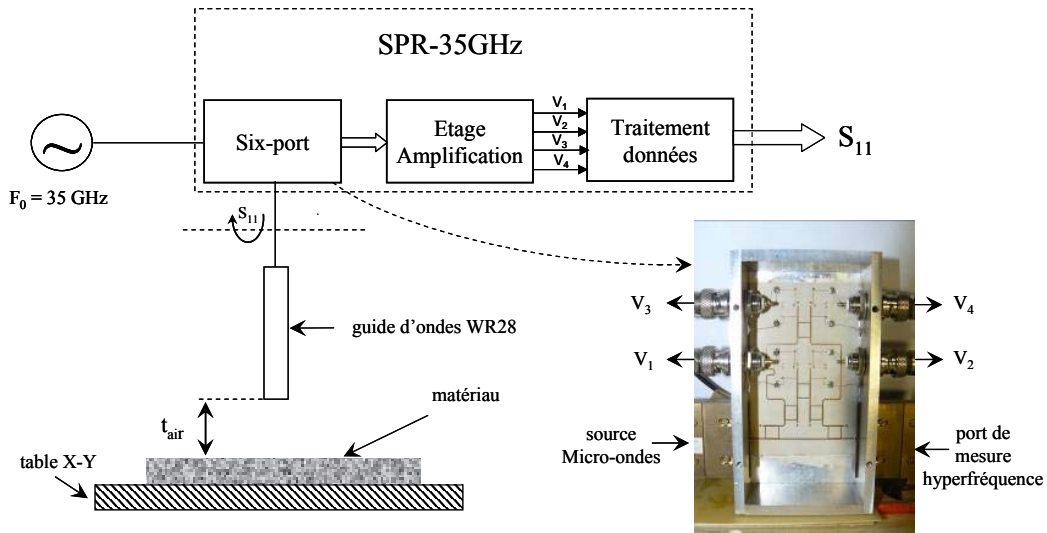 SPR-35GHz
Six-port
Etage
Amplification
V1
V2
V3
V4
Traitement
données
S11
F0 = 35 GHz
S11
guide d'ondes WR28
matériau
tair
table X-Y
V3
V4
V1
V2
source
Micro-ondes
port de
mesure
hyperfréquence